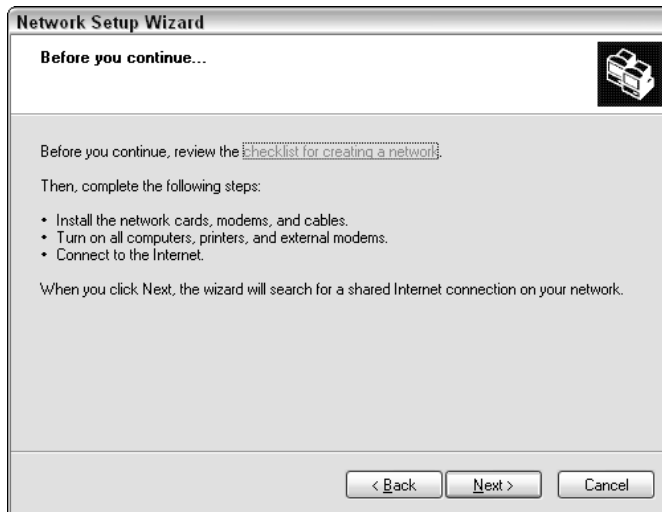 Network Setup Wizard
Before you continue...
Before you continue, review the checklist for creating a network.
Then, complete the following steps:
• Install the network cards, modems, and cables.
• Turn on all computers, printers, and external modems.
• Connect to the Internet.
When you click Next, the wizard will search for a shared Internet connection on your network.
< Back Next > Cancel